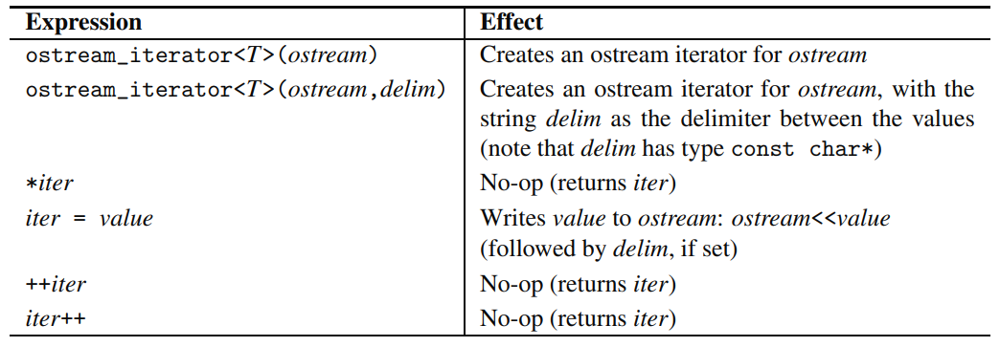 Expression Effect
ostream_iterator<T>(ostream) Creates an ostream iterator for ostream
ostream_iterator<T>(ostream,delim) Creates an ostream iterator for ostream, with the
string delim as the delimiter between the values
(note that delim has type const char*)
*iter No-op (returns iter)
iter = value Writes value to ostream: ostream<<value
(followed by delim, if set)
++iter No-op (returns iter)
iter++ No-op (returns iter)